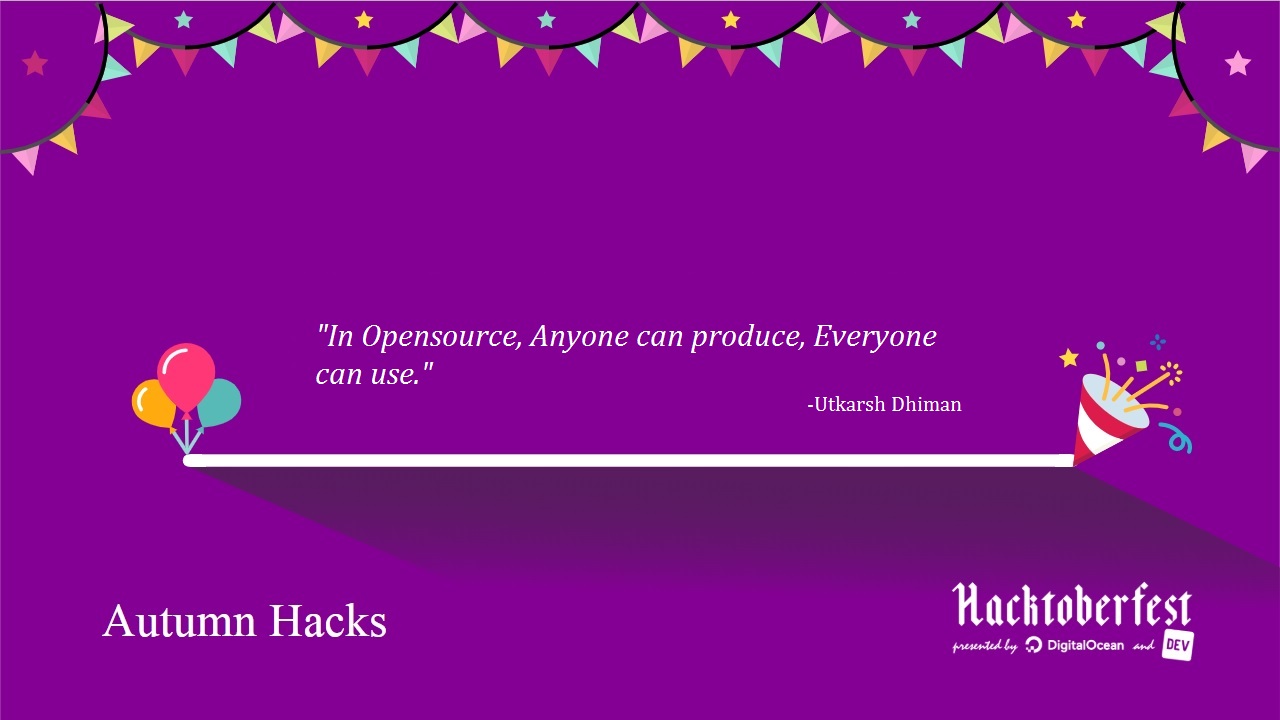 "In Opensource, Anyone can produce, Everyone
can use."
-Utkarsh Dhiman
Autumn Hacks
Hacktoberfest
presented by DigitalOcean and DEV